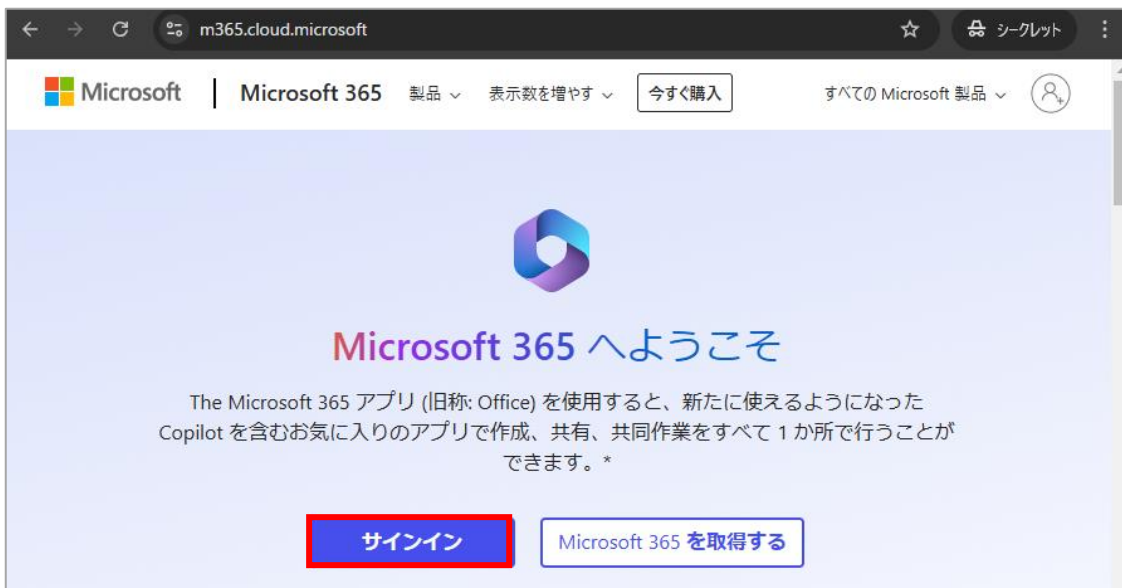 m365.cloud.microsoft シークレット
Microsoft Microsoft 365 製品 表示数を増やす 今すぐ購入 すべての Microsoft 製品
Microsoft 365 へようこそ
The Microsoft 365 アプリ (旧称: Office) を使用すると、新たに使えるようになった
Copilot を含むお気に入りのアプリで作成、共有、共同作業をすべて 1 か所で行うことが
できます。*
サインイン Microsoft 365 を取得する